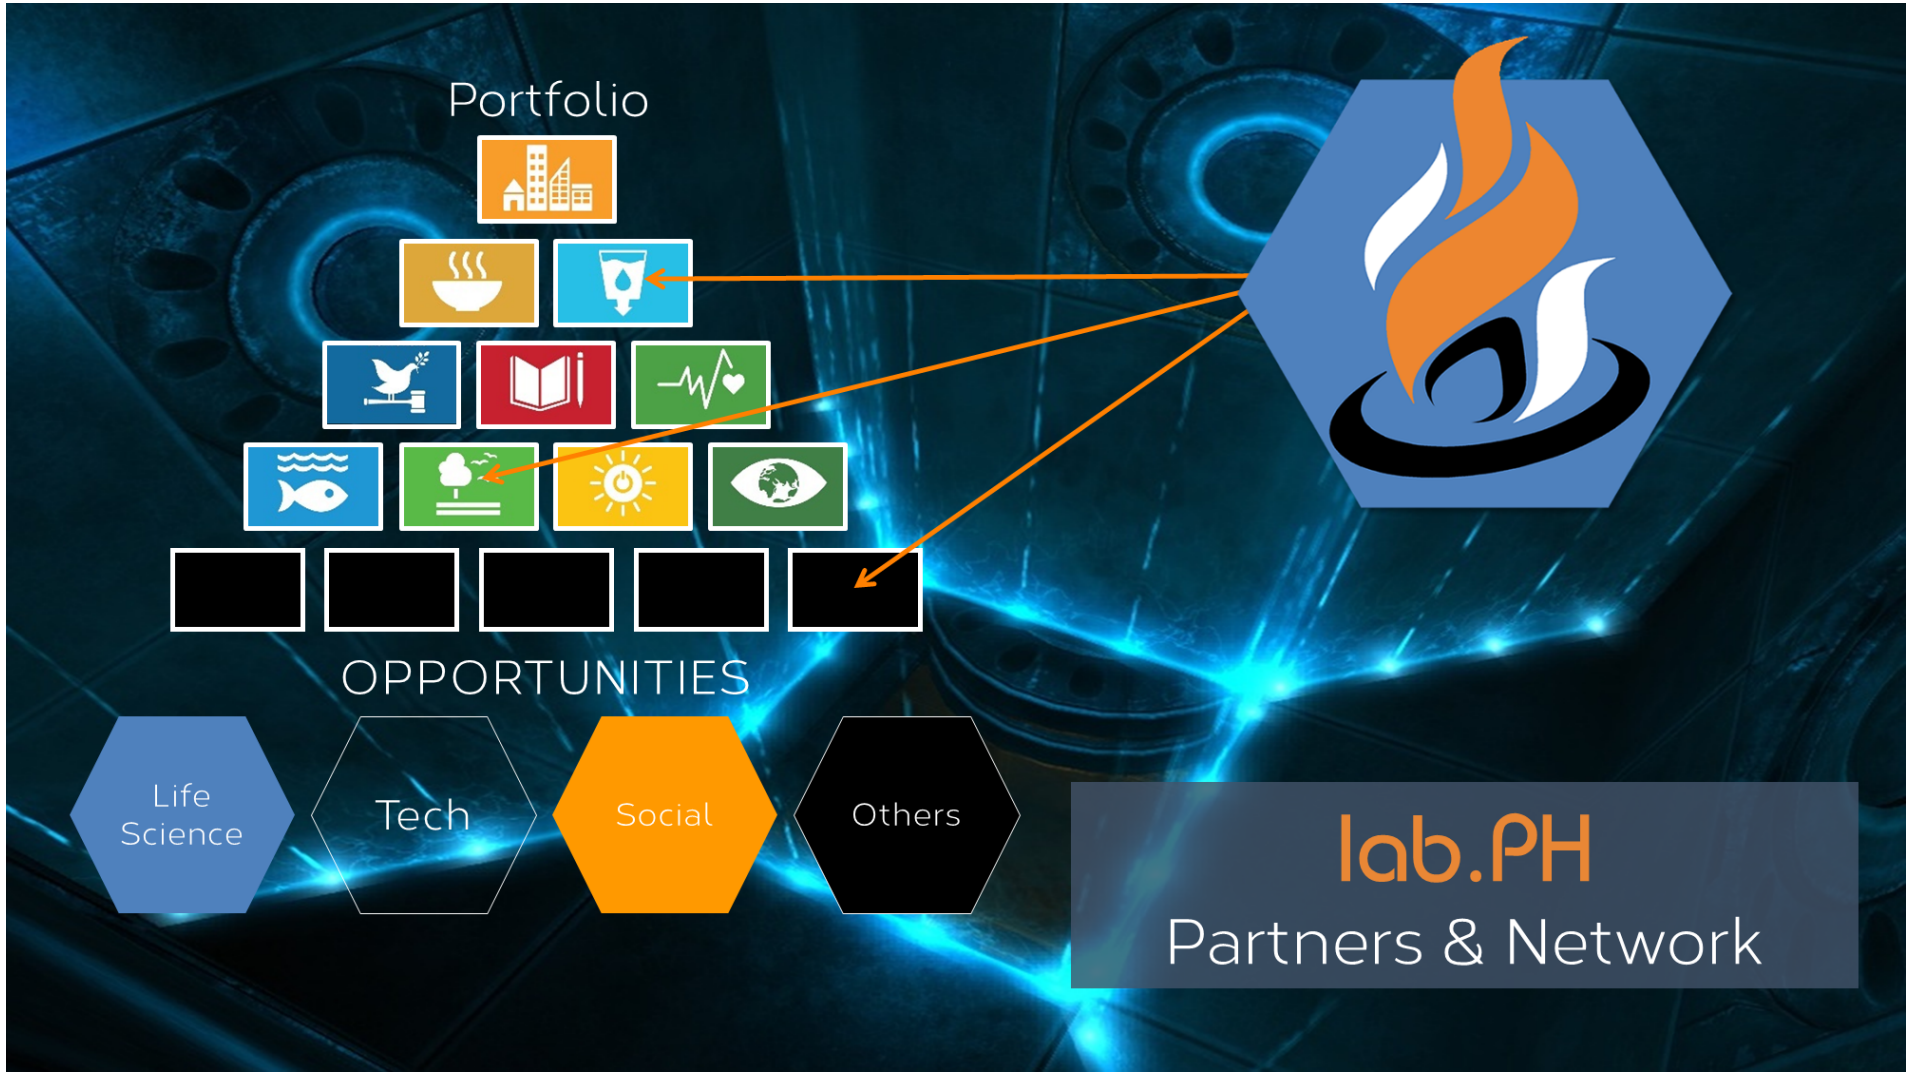 Portfolio
OPPORTUNITIES
Life
Science
Tech
Social
Others
lab.PH
Partners & Network